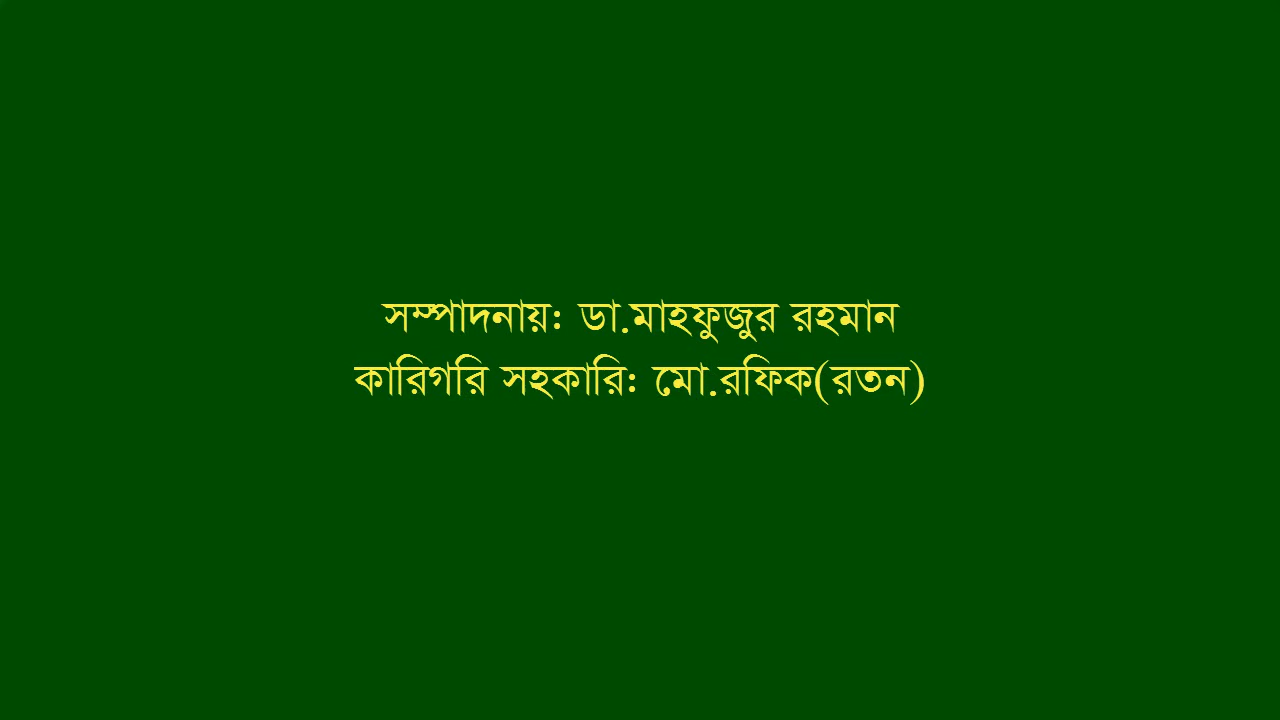 সম্পাদনায়: ডা.মাহফুজুর রহমান
কারিগরি সহকারি: মো.রফিক(রতন)